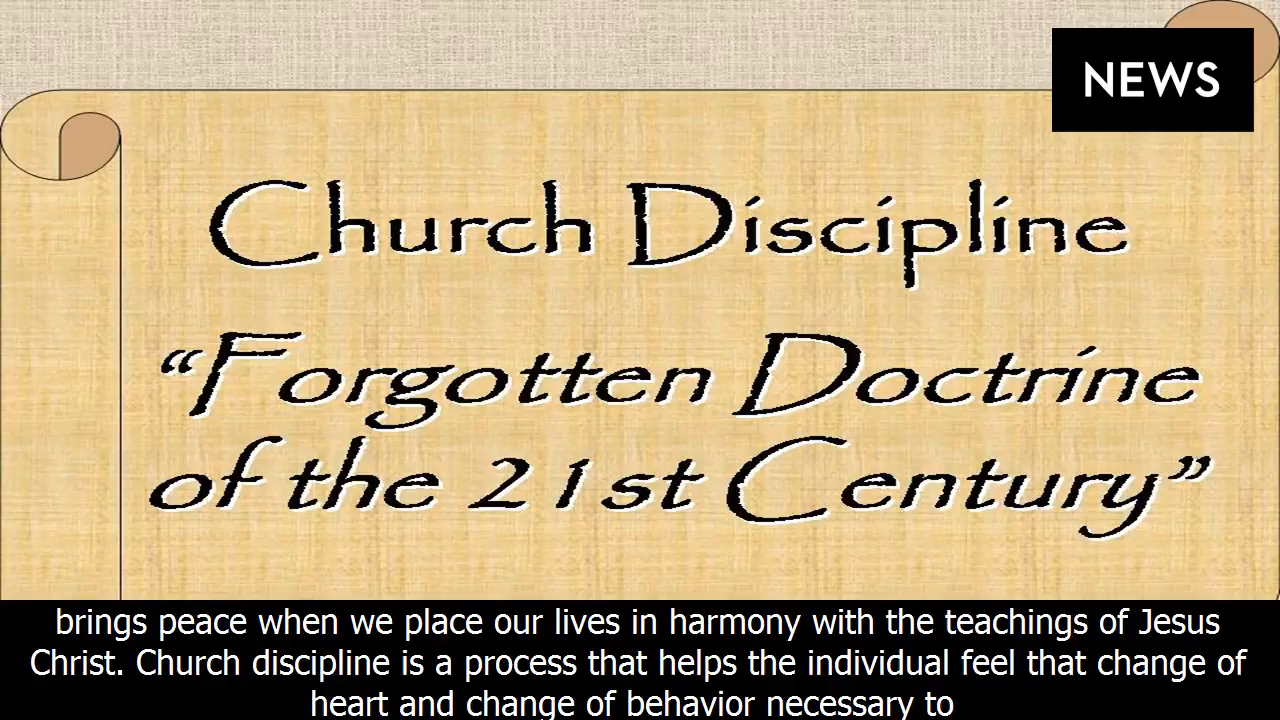 NEWS
Church Discipline
“Forgotten Doctrine
of the 21st Century”
brings peace when we place our lives in harmony with the teachings of Jesus
Christ. Church discipline is a process that helps the individual feel that change of
heart and change of behavior necessary to